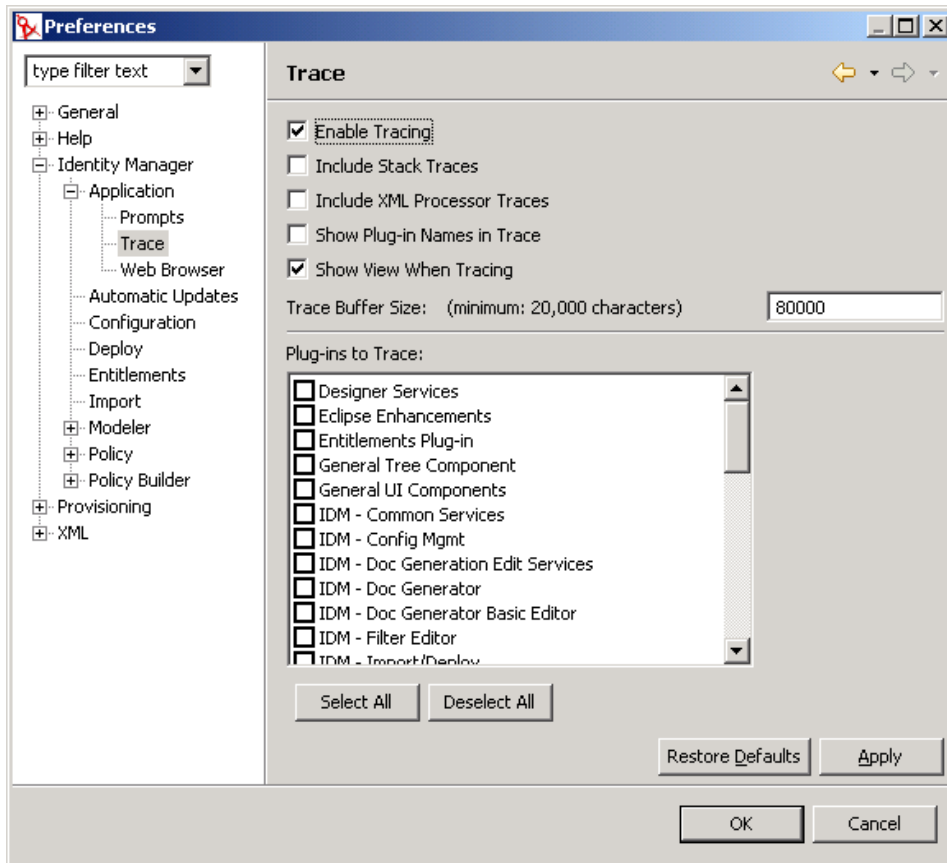 Preferences
type filter text
Trace
General
Help
Identity Manager
Application
Prompts
Trace
Web Browser
Automatic Updates
Configuration
Deploy
Entitlements
Import
Modeler
Policy
Policy Builder
Provisioning
XML
Enable Tracing
Include Stack Traces
Include XML Processor Traces
Show Plug-in Names in Trace
Show View When Tracing
Trace Buffer Size: (minimum: 20,000 characters) 80000
Plug-ins to Trace:
Designer Services
Eclipse Enhancements
Entitlements Plug-in
General Tree Component
General UI Components
IDM - Common Services
IDM - Config Mgmt
IDM - Doc Generation Edit Services
IDM - Doc Generator
IDM - Doc Generator Basic Editor
IDM - Filter Editor
IDM - Import/Deploy
Select All Deselect All
Restore Defaults Apply
OK Cancel